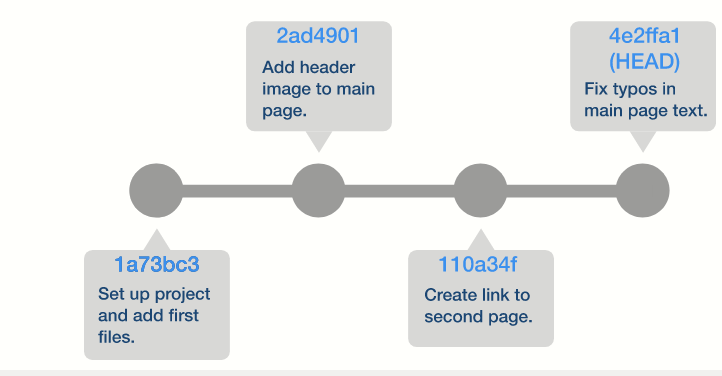 2ad4901
Add header
image to main
page.
4e2ffa1
(HEAD)
Fix typos in
main page text.
1a73bc3
Set up project
and add first
files.
110a34f
Create link to
second page.